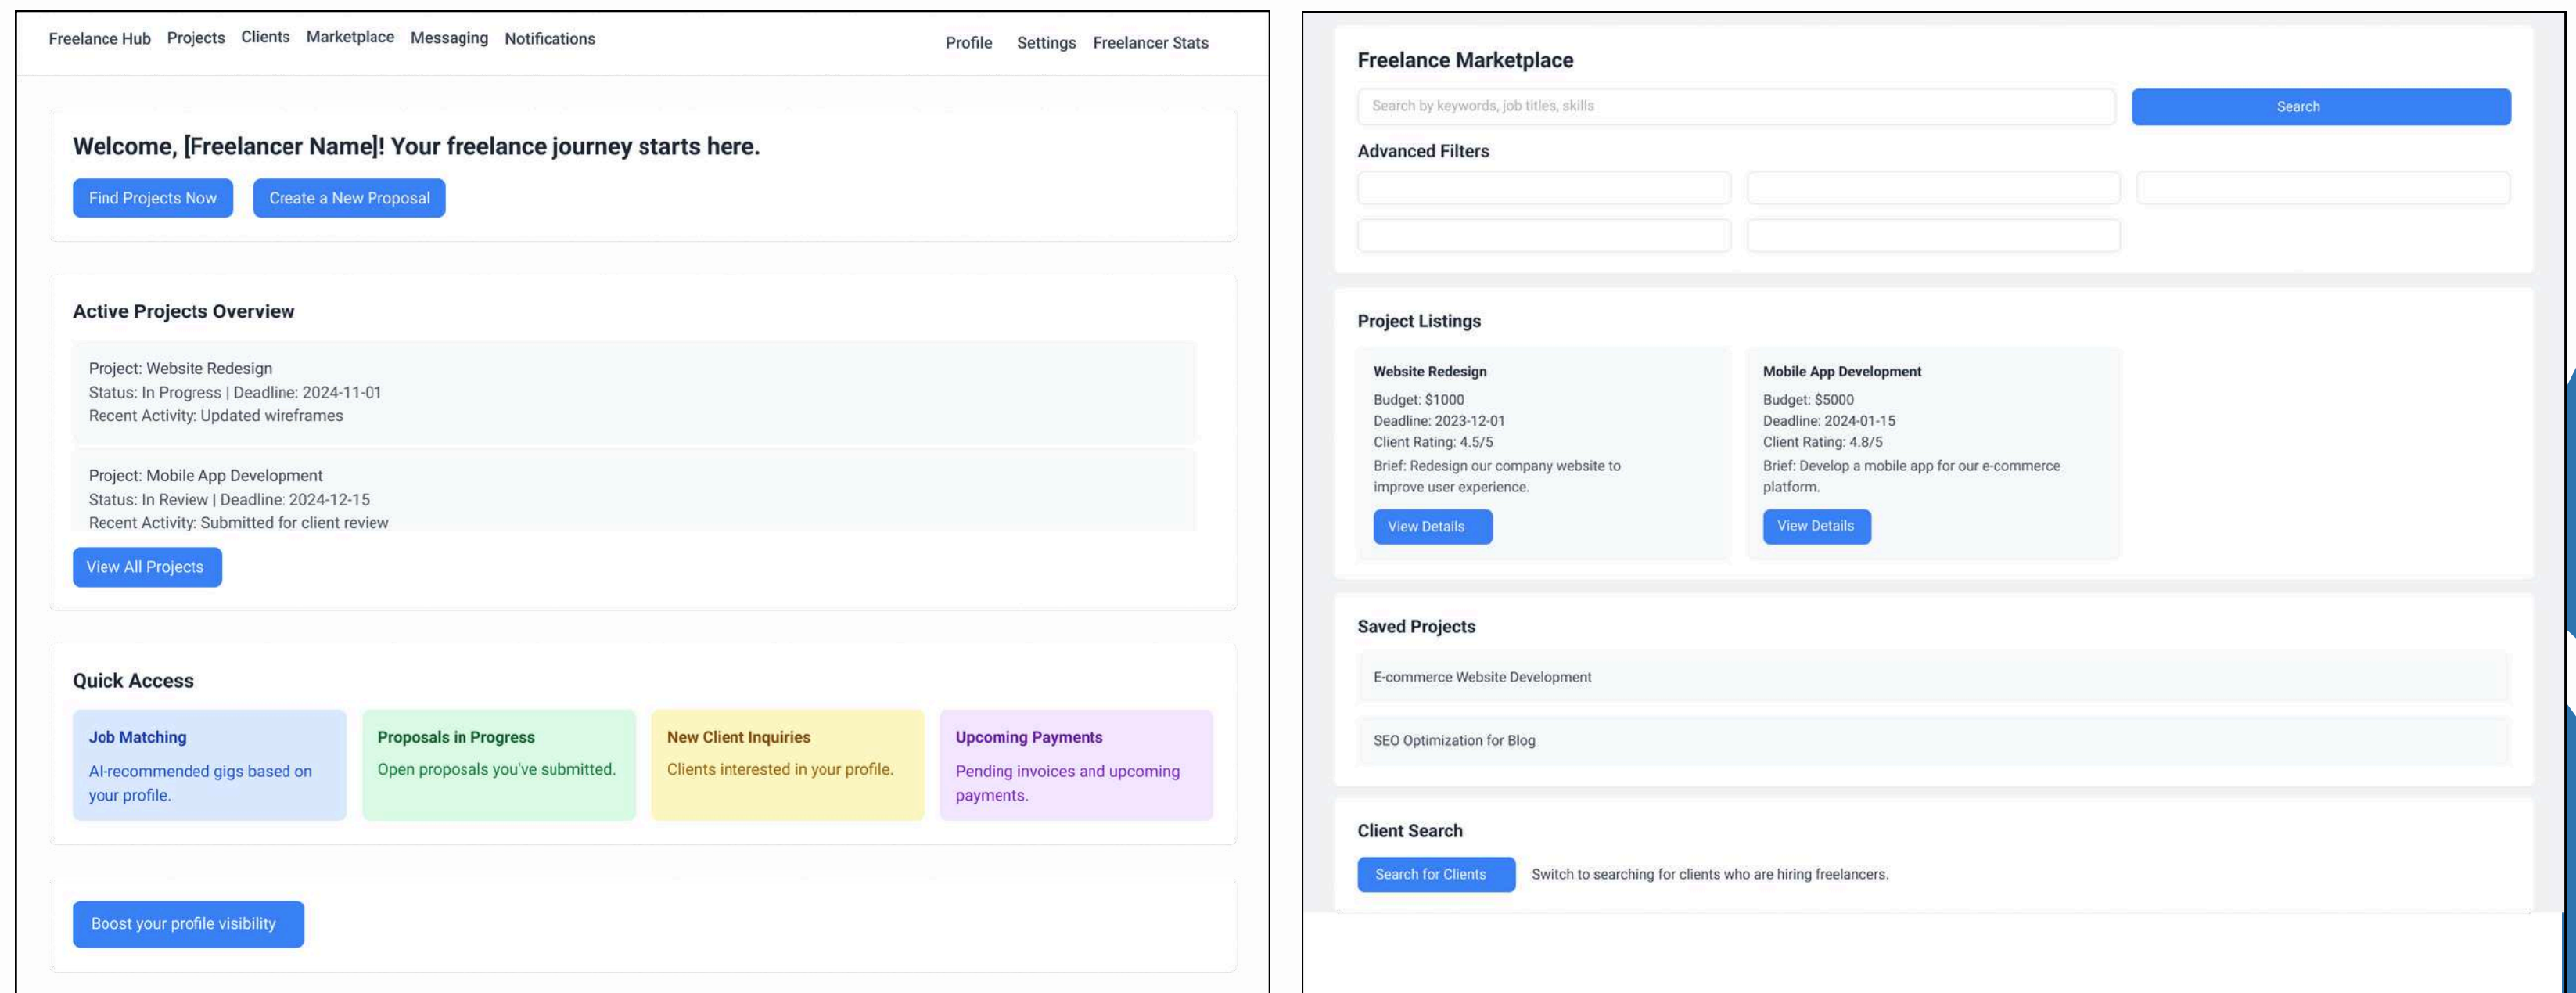 Freelance Hub Projects Clients Marketplace Messaging Notifications Profile Settings Freelancer Stats
Welcome, [Freelancer Name]! Your freelance journey starts here.
Find Projects Now Create a New Proposal
Active Projects Overview
Project: Website Redesign
Status: In Progress | Deadline: 2024-11-01
Recent Activity: Updated wireframes
Project: Mobile App Development
Status: In Review | Deadline: 2024-12-15
Recent Activity: Submitted for client review
View All Projects
Quick Access
Job Matching
AI-recommended gigs based on
your profile.
Proposals in Progress
Open proposals you've submitted.
New Client Inquiries
Clients interested in your profile.
Upcoming Payments
Pending invoices and upcoming
payments.
Boost your profile visibility
Freelance Marketplace
Search by keywords, job titles, skills Search
Advanced Filters
Project Listings
Website Redesign
Budget: $1000
Deadline: 2023-12-01
Client Rating: 4.5/5
Brief: Redesign our company website to
improve user experience.
View Details
Mobile App Development
Budget: $5000
Deadline: 2024-01-15
Client Rating: 4.8/5
Brief: Develop a mobile app for our e-commerce
platform.
View Details
Saved Projects
E-commerce Website Development
SEO Optimization for Blog
Client Search
Search for Clients Switch to searching for clients who are hiring freelancers.